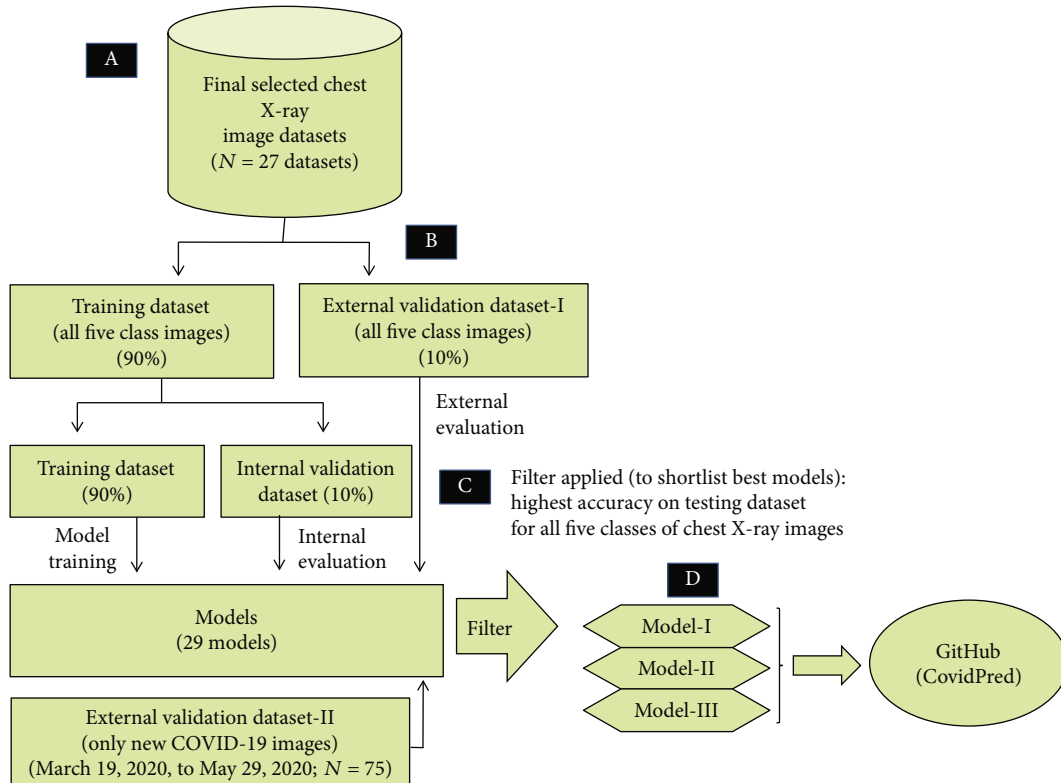 A
Final selected chest
X-ray
image datasets
(N = 27 datasets)
B
Training dataset
(all five class images)
(90%)
External validation dataset-I
(all five class images)
(10%)
External
evaluation
Training dataset
(90%)
Internal validation
dataset (10%)
C
Filter applied (to shortlist best models):
highest accuracy on testing dataset
for all five classes of chest X-ray images
Model
training
Internal
evaluation
Models
(29 models)
Filter
D
Model-I
Model-II
Model-III
GitHub
(CovidPred)
External validation dataset-II
(only new COVID-19 images)
(March 19, 2020, to May 29, 2020; N = 75)